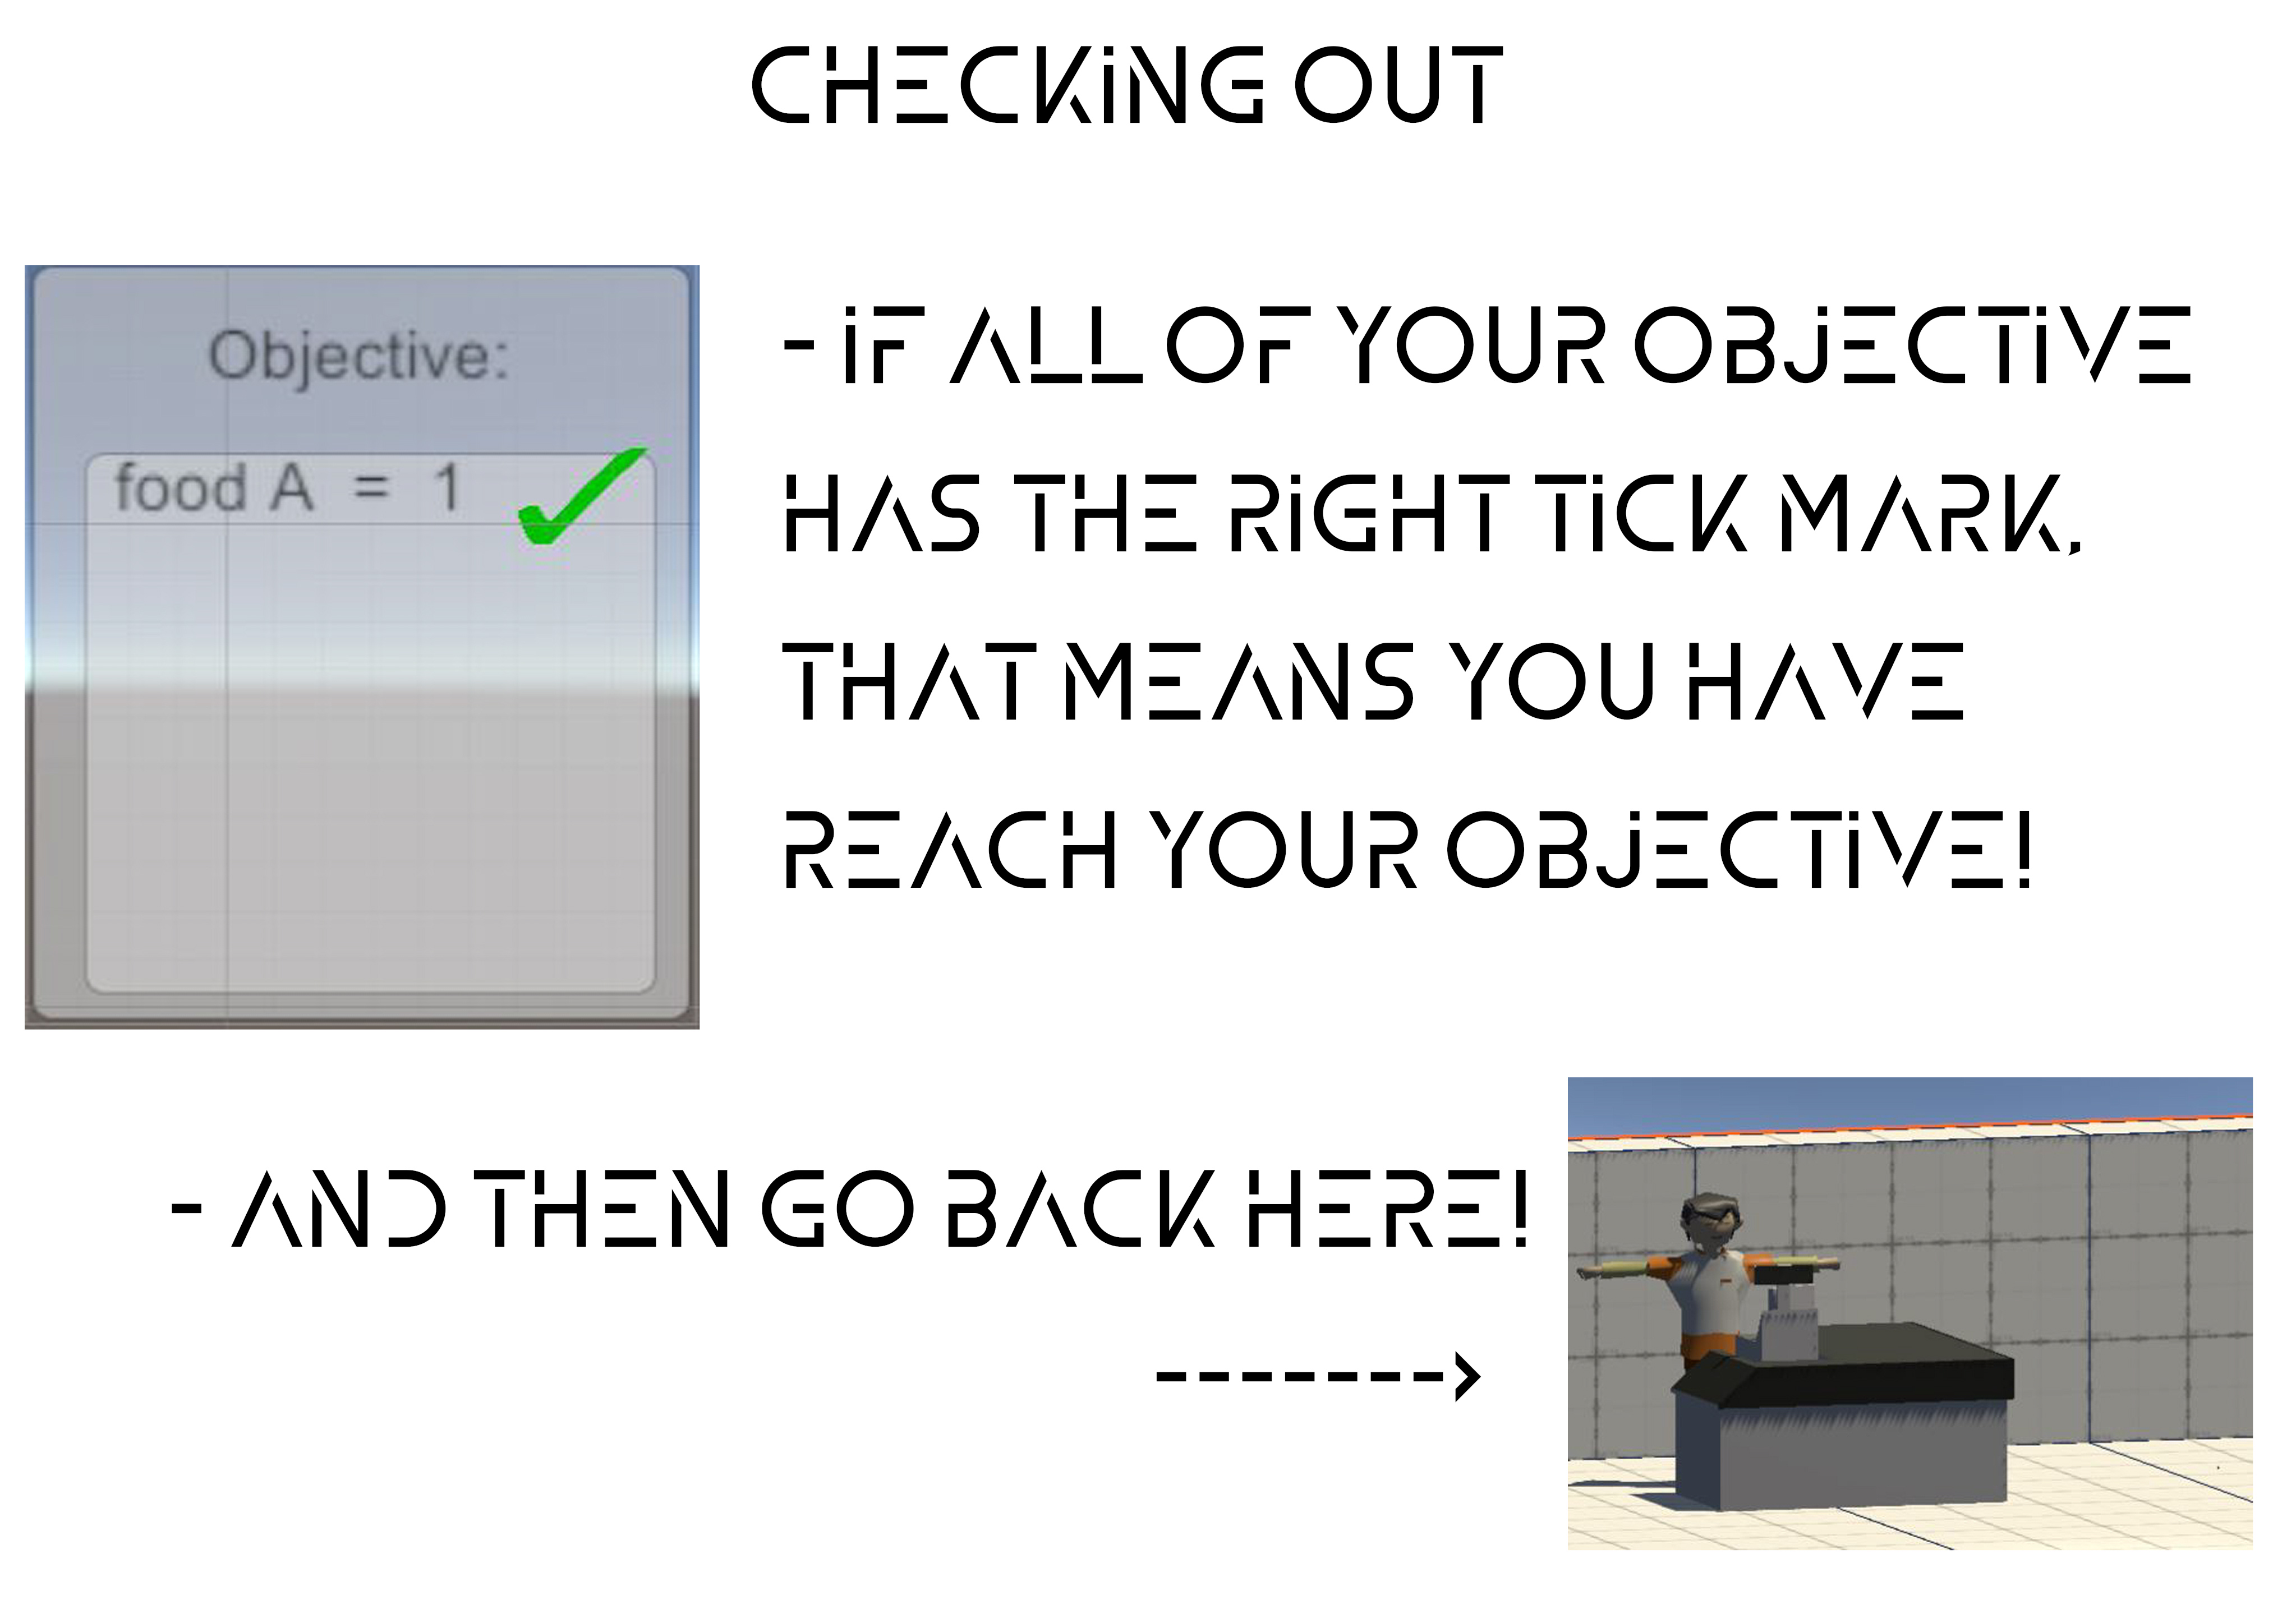 CHECKiNG OUT
Objective:
food A = 1
- iF ALL OF YOUR OBjECTiVE
HAS THE RiGHT TiCK MARK,
THAT MEANS YOU HAVE
REACH YOUR OBjECTiVE!
- AND THEN GO BACK HERE!
------->